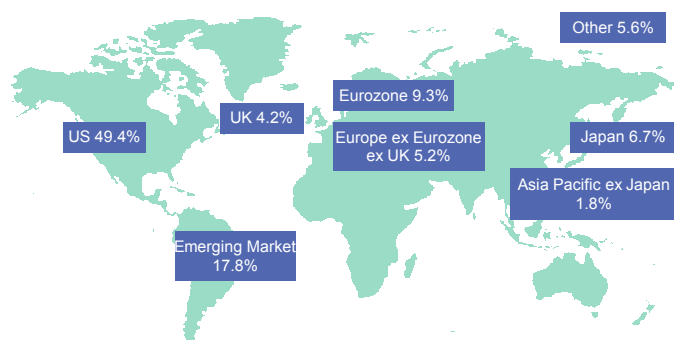 Other 5.6%
Eurozone 9.3%
UK 4.2%
US 49.4%
Europe ex Eurozone
ex UK 5.2%
Japan 6.7%
Asia Pacific ex Japan
1.8%
Emerging Market
17.8%